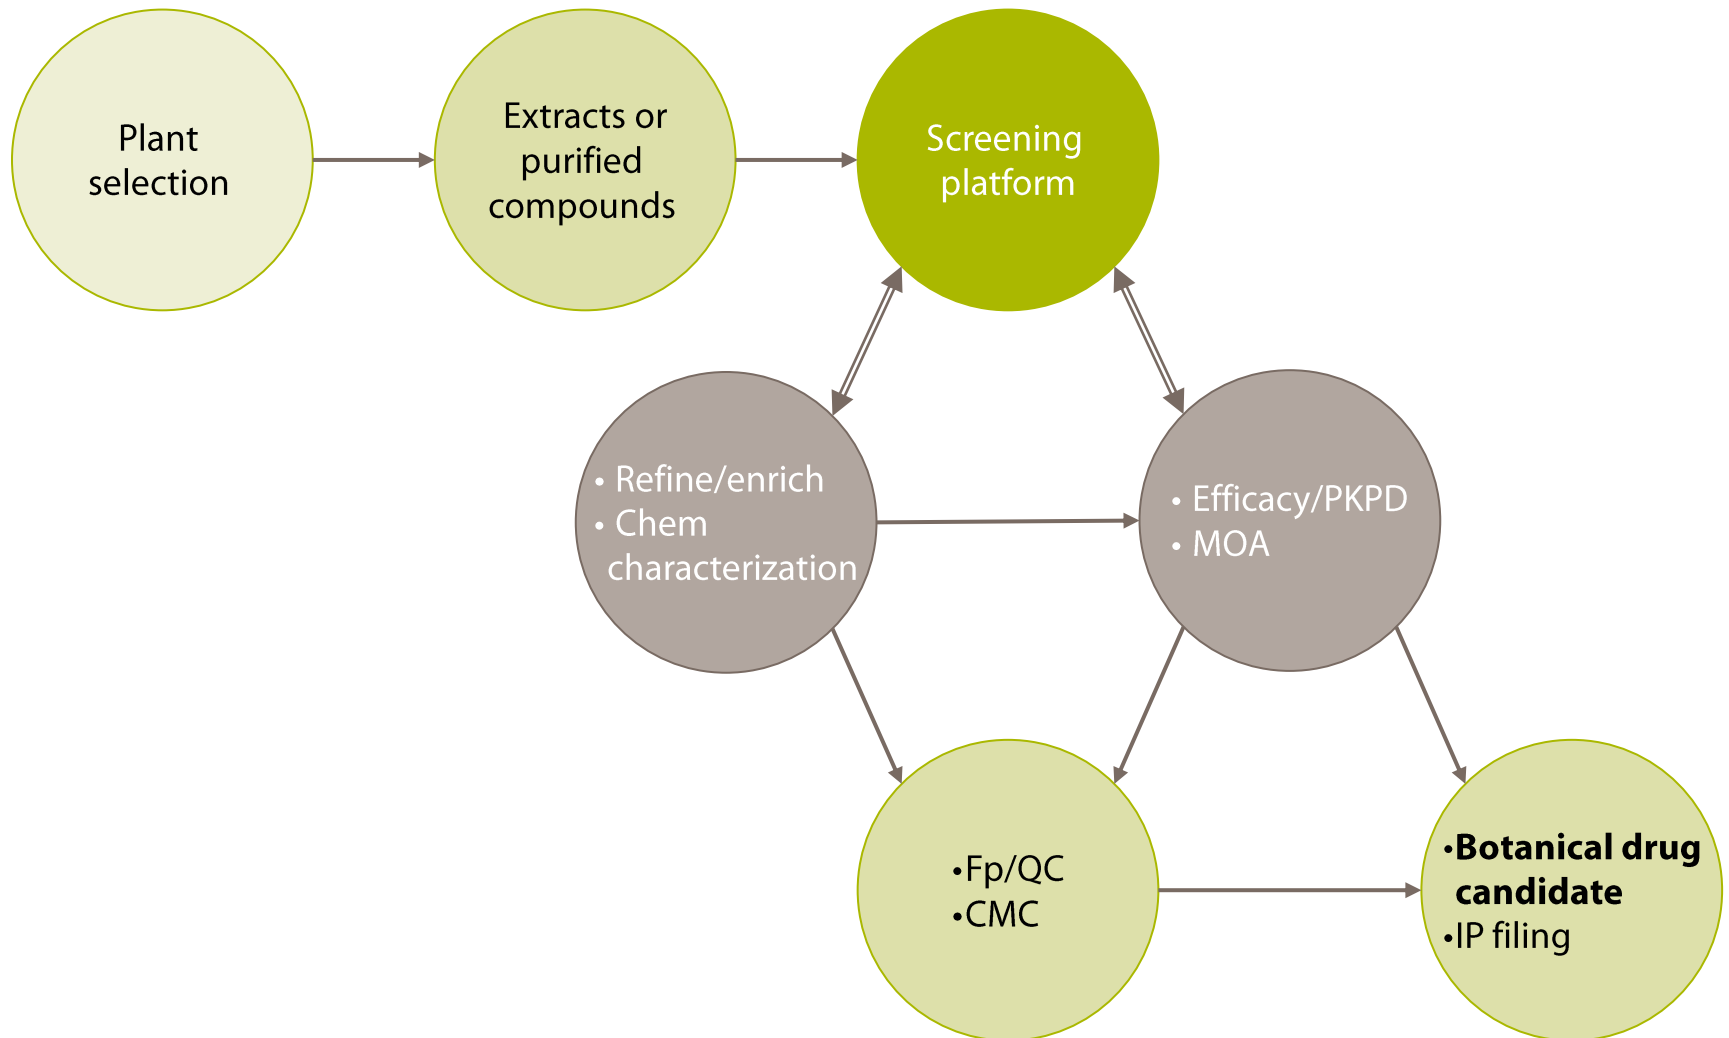 Plant
selection
Extracts or
purified
compounds
Screening
platform
• Refine/enrich
• Chem
characterization
• Efficacy/PKPD
• MOA
•Fp/QC
•CMC
•Botanical drug
candidate
•IP filing